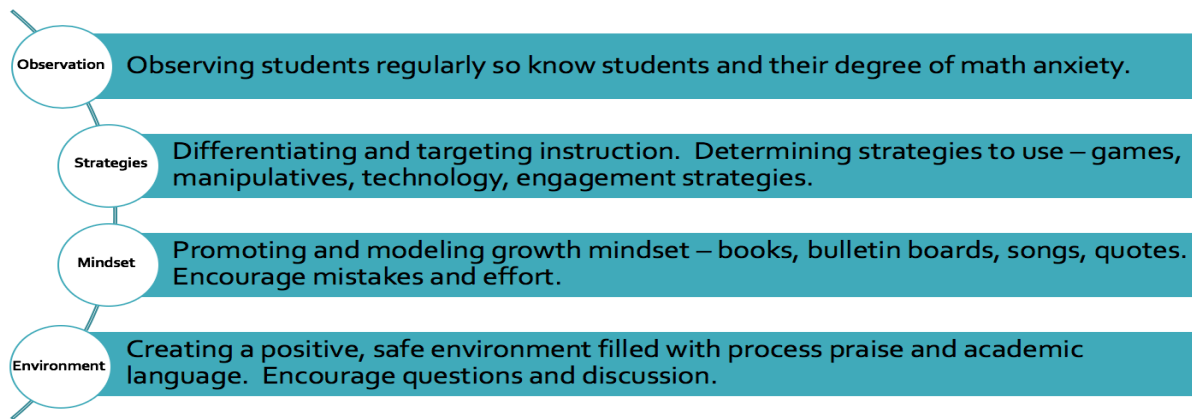 Observation
Observing students regularly so know students and their degree of math anxiety.
Strategies
Differentiating and targeting instruction.  Determining strategies to use – games,
manipulatives, technology, engagement strategies.
Mindset
Promoting and modeling growth mindset – books, bulletin boards, songs, quotes.
Encourage mistakes and effort.
Environment
Creating a positive, safe environment filled with process praise and academic
language.  Encourage questions and discussion.